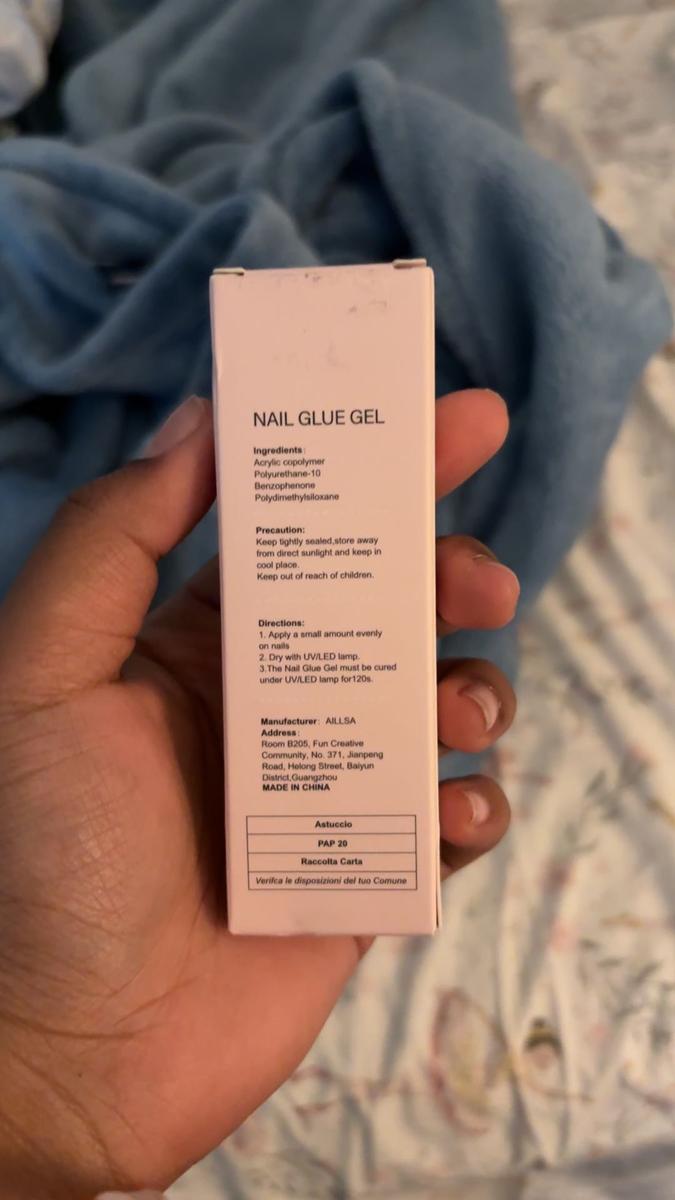 NAIL GLUE GEL
Ingredients:
Acrylic copolymer
Polyurethane-10
Benzophenone
Polydimethylsiloxane
Precaution:
Keep tightly sealed,store away
from direct sunlight and keep in
cool place.
Keep out of reach of children.
Directions:
1. Apply a small amount evenly
on nails
2. Dry with UV/LED lamp.
3.The Nail Glue Gel must be cured
under UV/LED lamp for120s.
Manufacturer: AILLSA
Address:
Room B205, Fun Creative
Community, No. 371, Jianpeng
Road, Helong Street, Baiyun
District,Guangzhou
MADE IN CHINA
Astuccio
PAP 20
Raccolta Carta
Verifca le disposizioni del tuo Comune